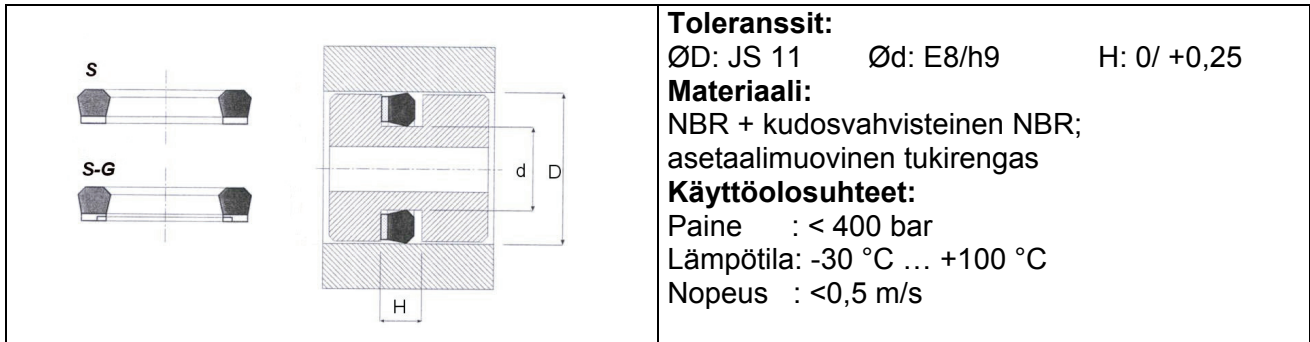 S
S-G
d
D
H
Toleranssit:
ØD: JS 11 Ød: E8/h9 H: 0/ +0,25
Materiaali:
NBR + kudosvahvisteinen NBR;
asetaalimuovinen tukirengas
Käyttöolosuhteet:
Paine : < 400 bar
Lämpötila: -30 °C … +100 °C
Nopeus : <0,5 m/s